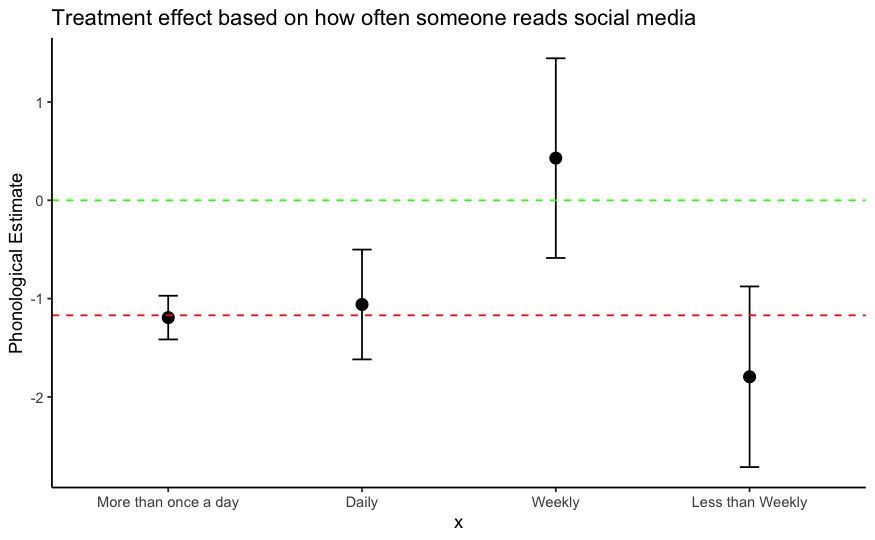 Treatment effect based on how often someone reads social media
Phonological Estimate
1
0
-1
-2
More than once a day
Daily
Weekly
Less than Weekly
x